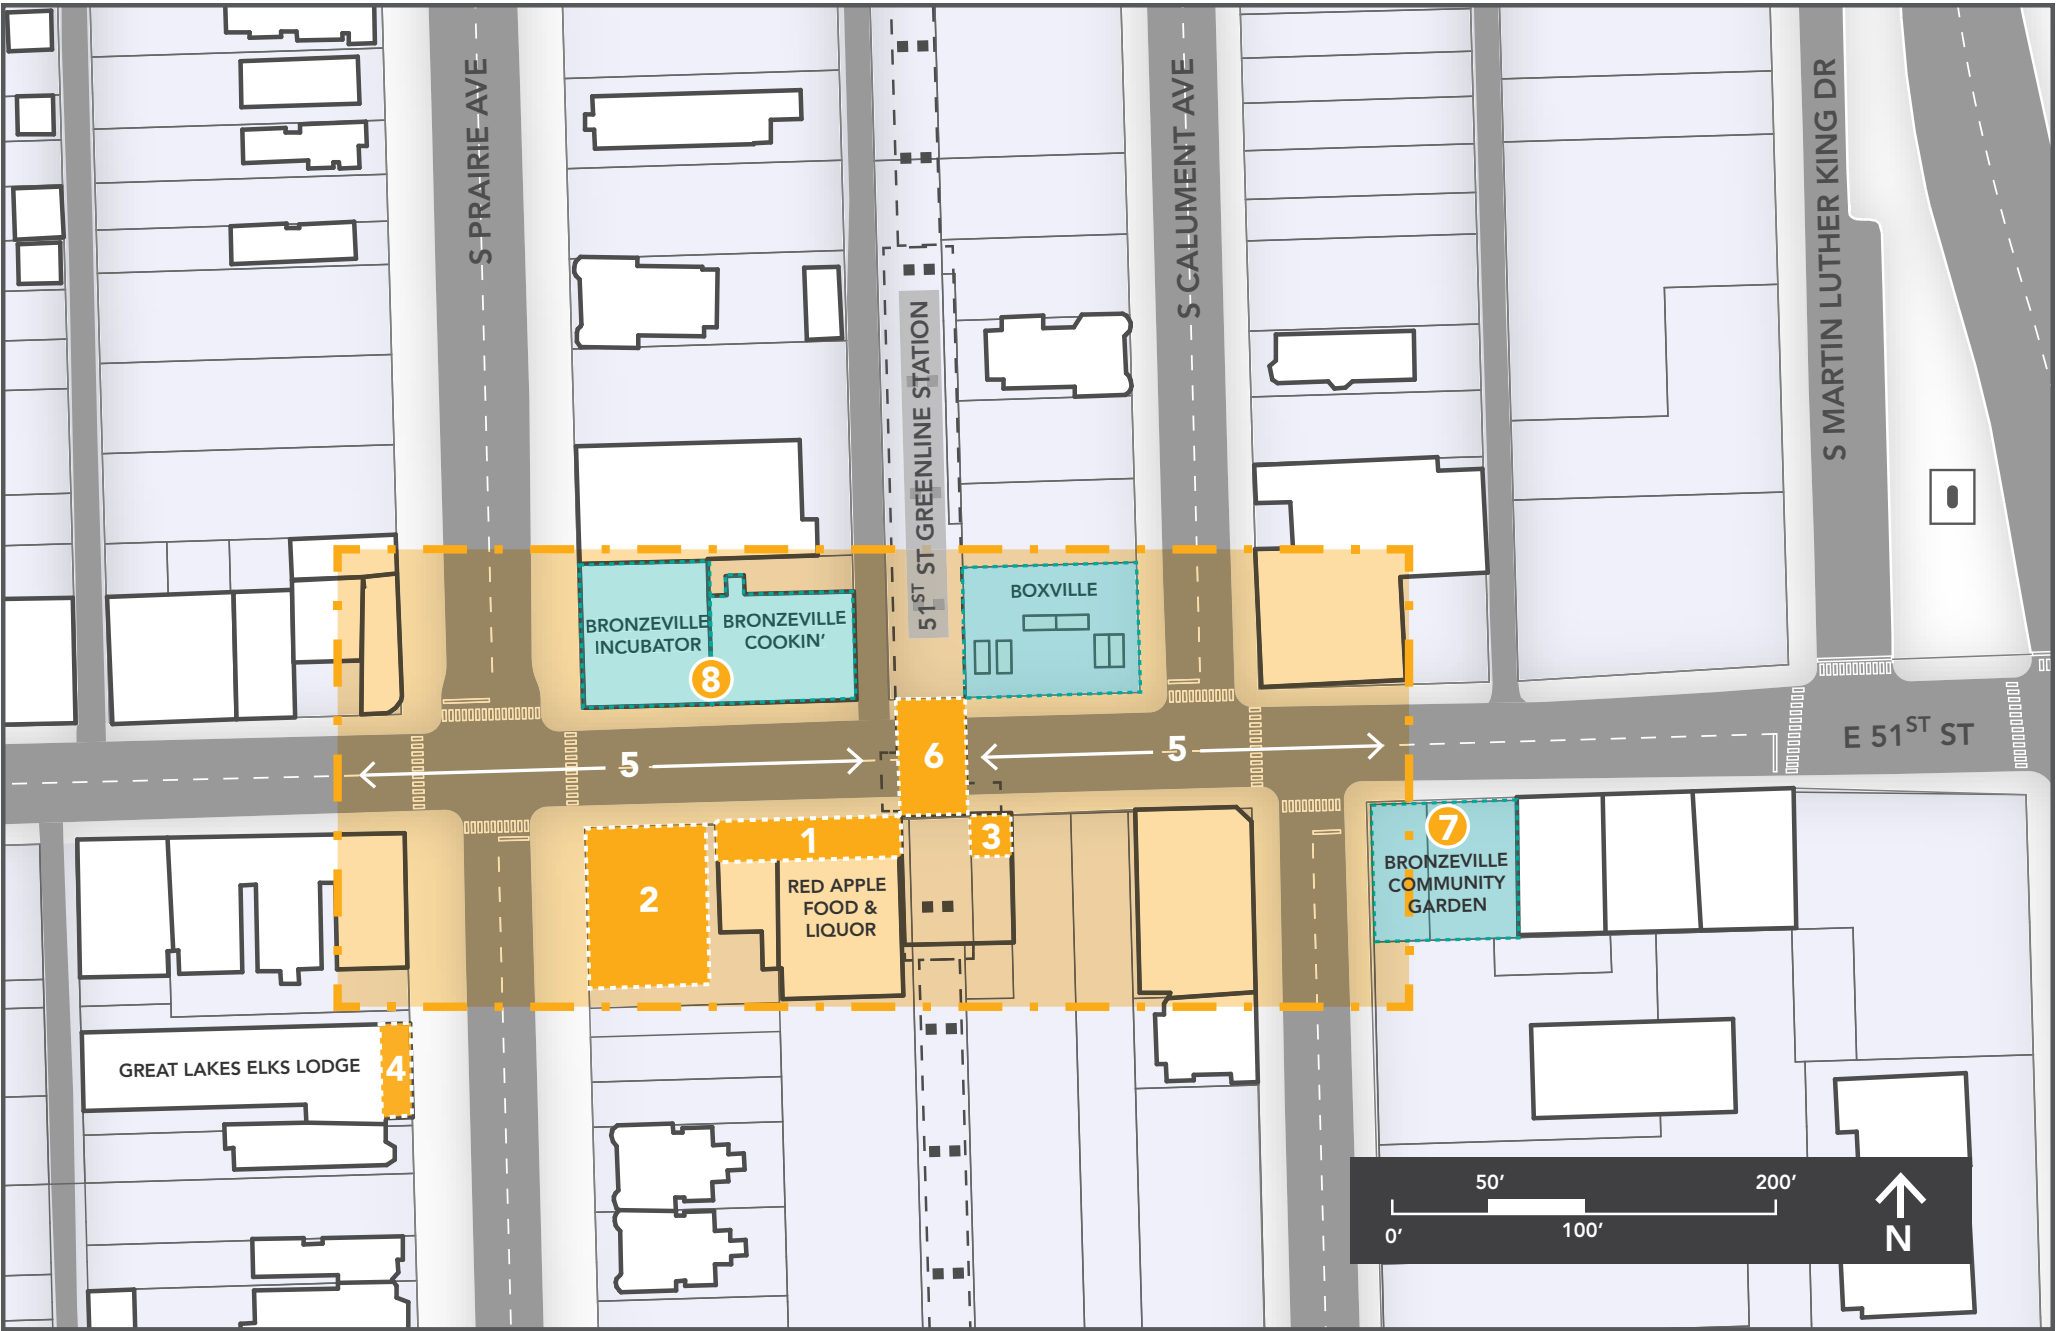 S PRAIRIE AVE
S CALUMENT AVE
S MARTIN LUTHER KING DR
51ST ST GREENLINE STATION
BOXVILLE
BRONZEVILLE
INCUBATOR
BRONZEVILLE
COOKIN'
8
5
6
5
E 51ST ST
1
2
3
7
RED APPLE
FOOD &
LIQUOR
BRONZEVILLE
COMMUNITY
GARDEN
GREAT LAKES ELKS LODGE
4
50'
200'
0'
100'
N